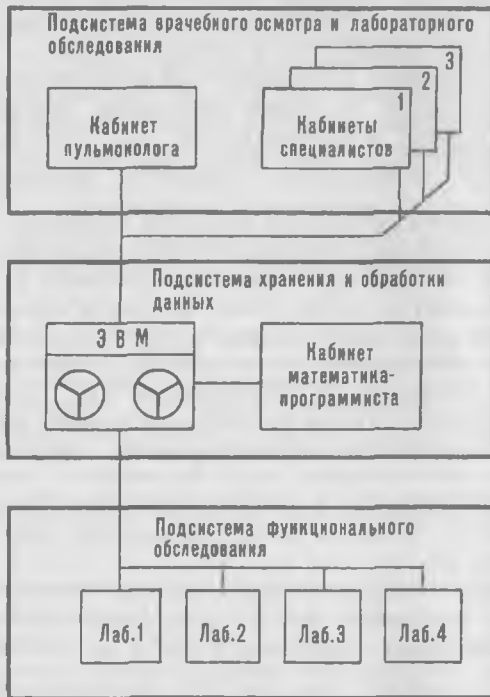 Подсистема врачебного осмотра и лабораторного
обследования
Кабинет
пульмонолога
Кабинеты
специалистов
1
2
3
Подсистема хранения и обработки
данных
Э В М
Кабинет
математика-
программиста
Подсистема функционального
обследования
Лаб.1
Лаб.2
Лаб.3
Лаб.4